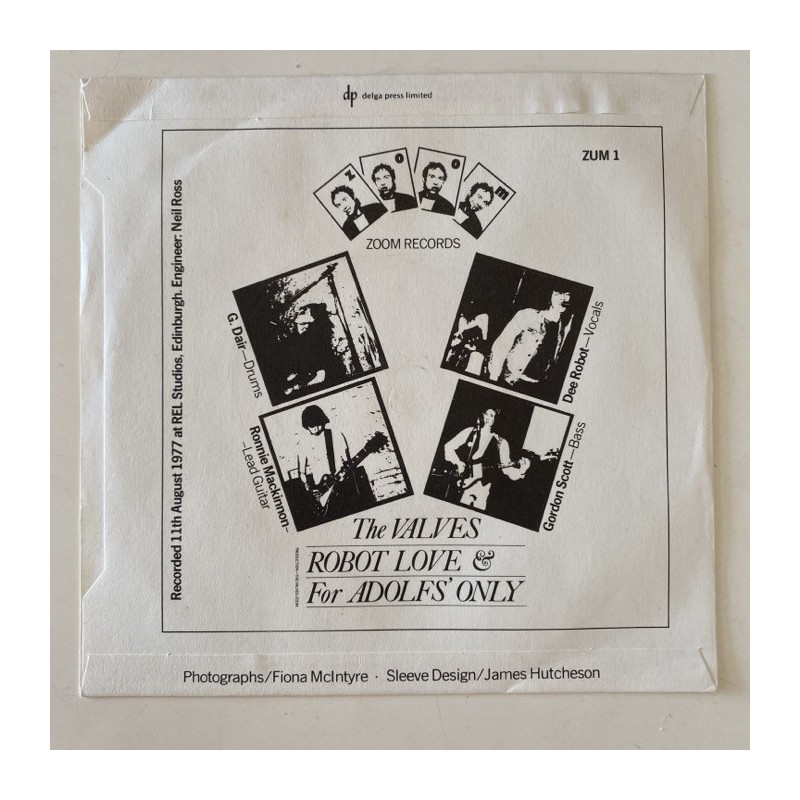 dp delga press limited
ZUM 1
Z O O m
ZOOM RECORDS
Recorded 11th August 1977 at REL Studios, Edinburgh. Engineer: Neil Ross
G. Dair—Drums
Dee Robot—Vocals
Ronnie Mackinnon–
–Lead Guitar
Gordon Scott—Bass
The VALVES
ROBOT LOVE &
For ADOLFS' ONLY
Photographs/Fiona McIntyre · Sleeve Design/James Hutcheson